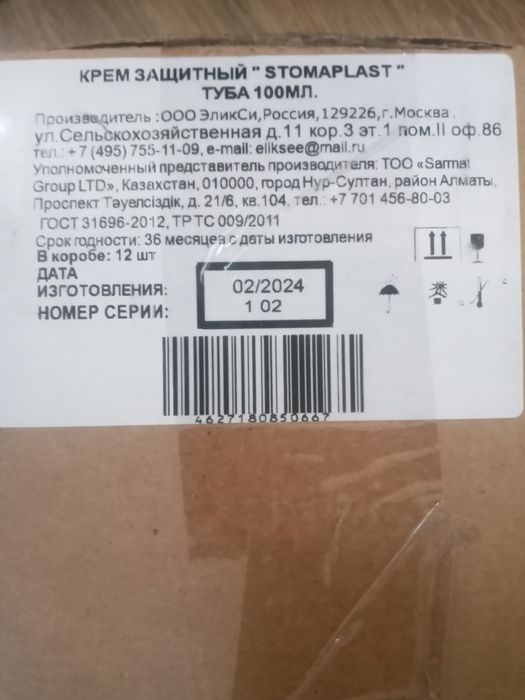 КРЕМ ЗАЩИТНЫЙ " STOMAPLAST "
ТУБА 100МЛ.
Производитель :ООО ЭликСи,Россия,129226,г.Москва .
ул.Сельскохозяйственная д.11 кор.3 эт.1 пом.II оф.86
тел.:+7 (495) 755-11-09, e-mail: eliksee@mail.ru
Уполномоченный представитель производителя: ТОО «Sarmat
Group LTD», Казахстан, 010000, город Нур-Султан, район Алматы,
Проспект Тәуелсіздік, д. 21/6, кв.104. тел.: +7 701 456-80-03
ГОСТ 31696-2012, ТР ТС 009/2011
Срок годности: 36 месяцев с даты изготовления
В коробе: 12 шт
ДАТА
ИЗГОТОВЛЕНИЯ: 02/2024
НОМЕР СЕРИИ: 1 02
4627180850667